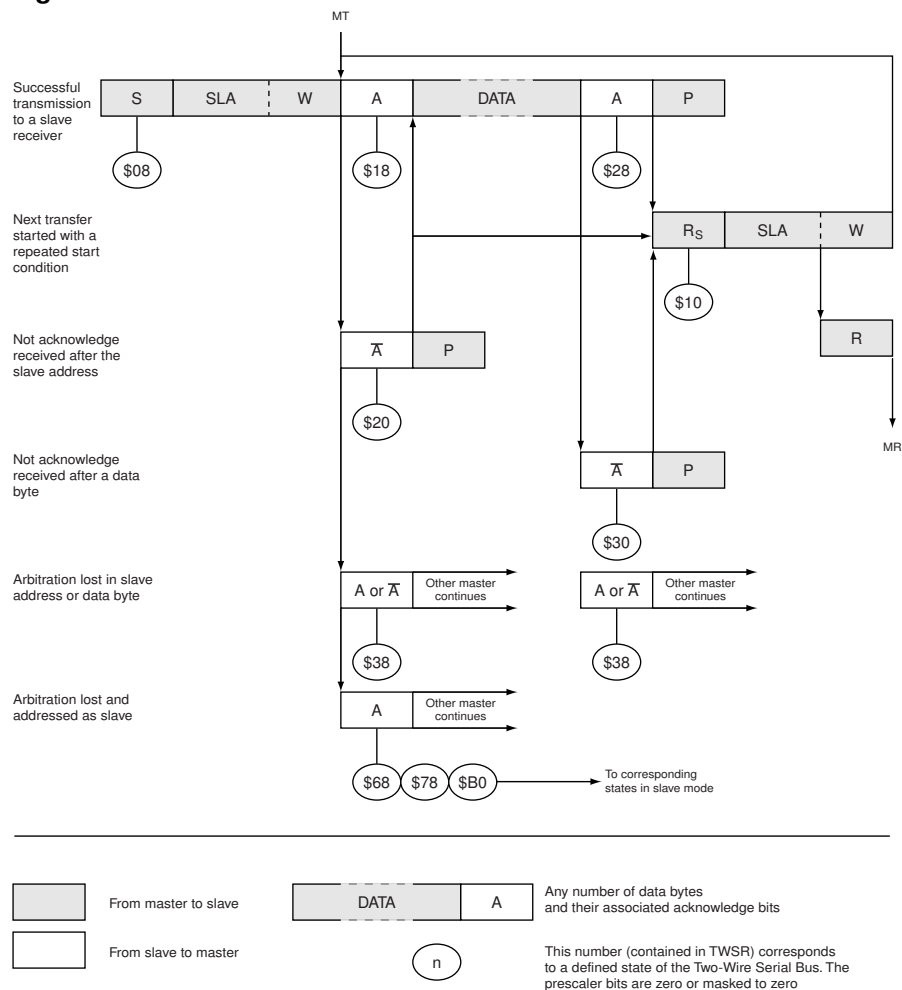 MT
Successful
transmission
to a slave
receiver
S SLA W A DATA A P
$08 $18 $28
Next transfer
started with a
repeated start
condition
RS SLA W
$10
Not acknowledge
received after the
slave address
A̅ P
R
$20
MR
Not acknowledge
received after a data
byte
A̅ P
$30
Arbitration lost in slave
address or data byte
A or A̅ Other master
continues
A or A̅ Other master
continues
$38 $38
Arbitration lost and
addressed as slave
A Other master
continues
$68 $78 $B0
To corresponding
states in slave mode
From master to slave
DATA A
Any number of data bytes
and their associated acknowledge bits
From slave to master
n
This number (contained in TWSR) corresponds
to a defined state of the Two-Wire Serial Bus. The
prescaler bits are zero or masked to zero